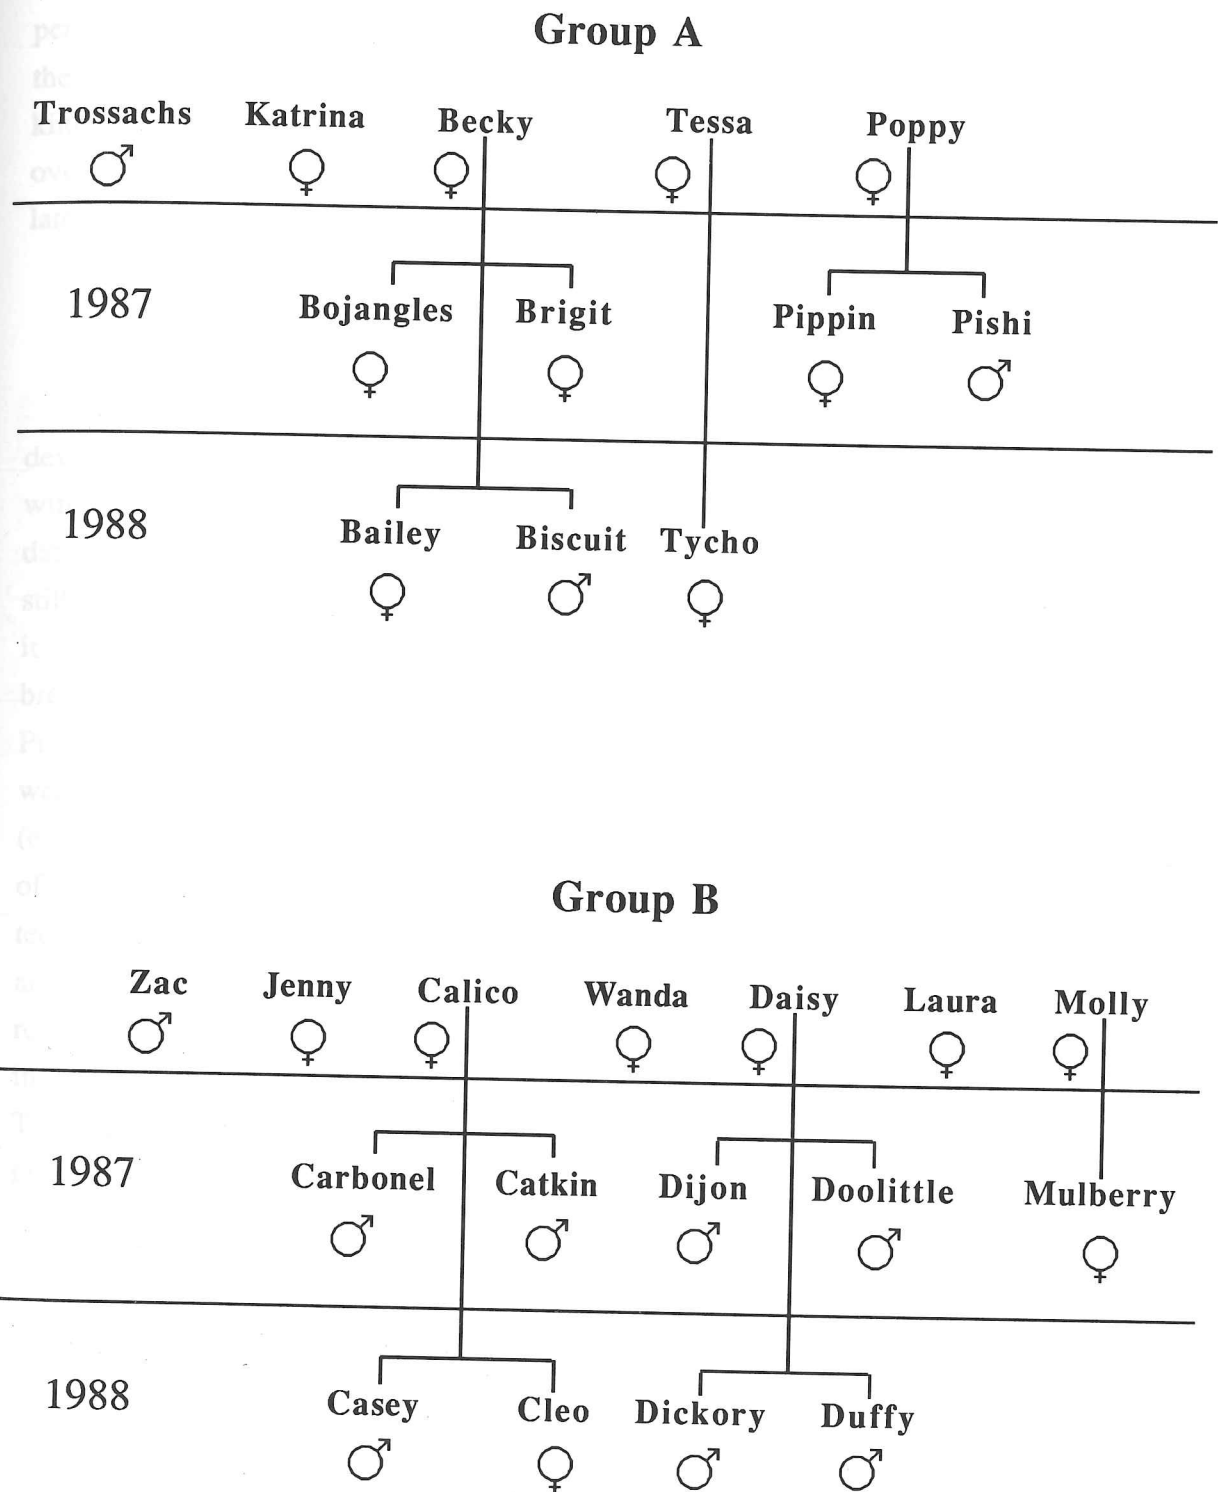 Group A
Trossachs Katrina Becky Tessa Poppy
♂ ♀ ♀ ♀ ♀
1987 Bojangles Brigit Pippin Pishi
♀ ♀ ♀ ♂
1988 Bailey Biscuit Tycho
♀ ♂ ♀
Group B
Zac Jenny Calico Wanda Daisy Laura Molly
♂ ♀ ♀ ♀ ♀ ♀ ♀
1987 Carbonel Catkin Dijon Doolittle Mulberry
♂ ♂ ♂ ♂ ♀
1988 Casey Cleo Dickory Duffy
♂ ♀ ♂ ♂